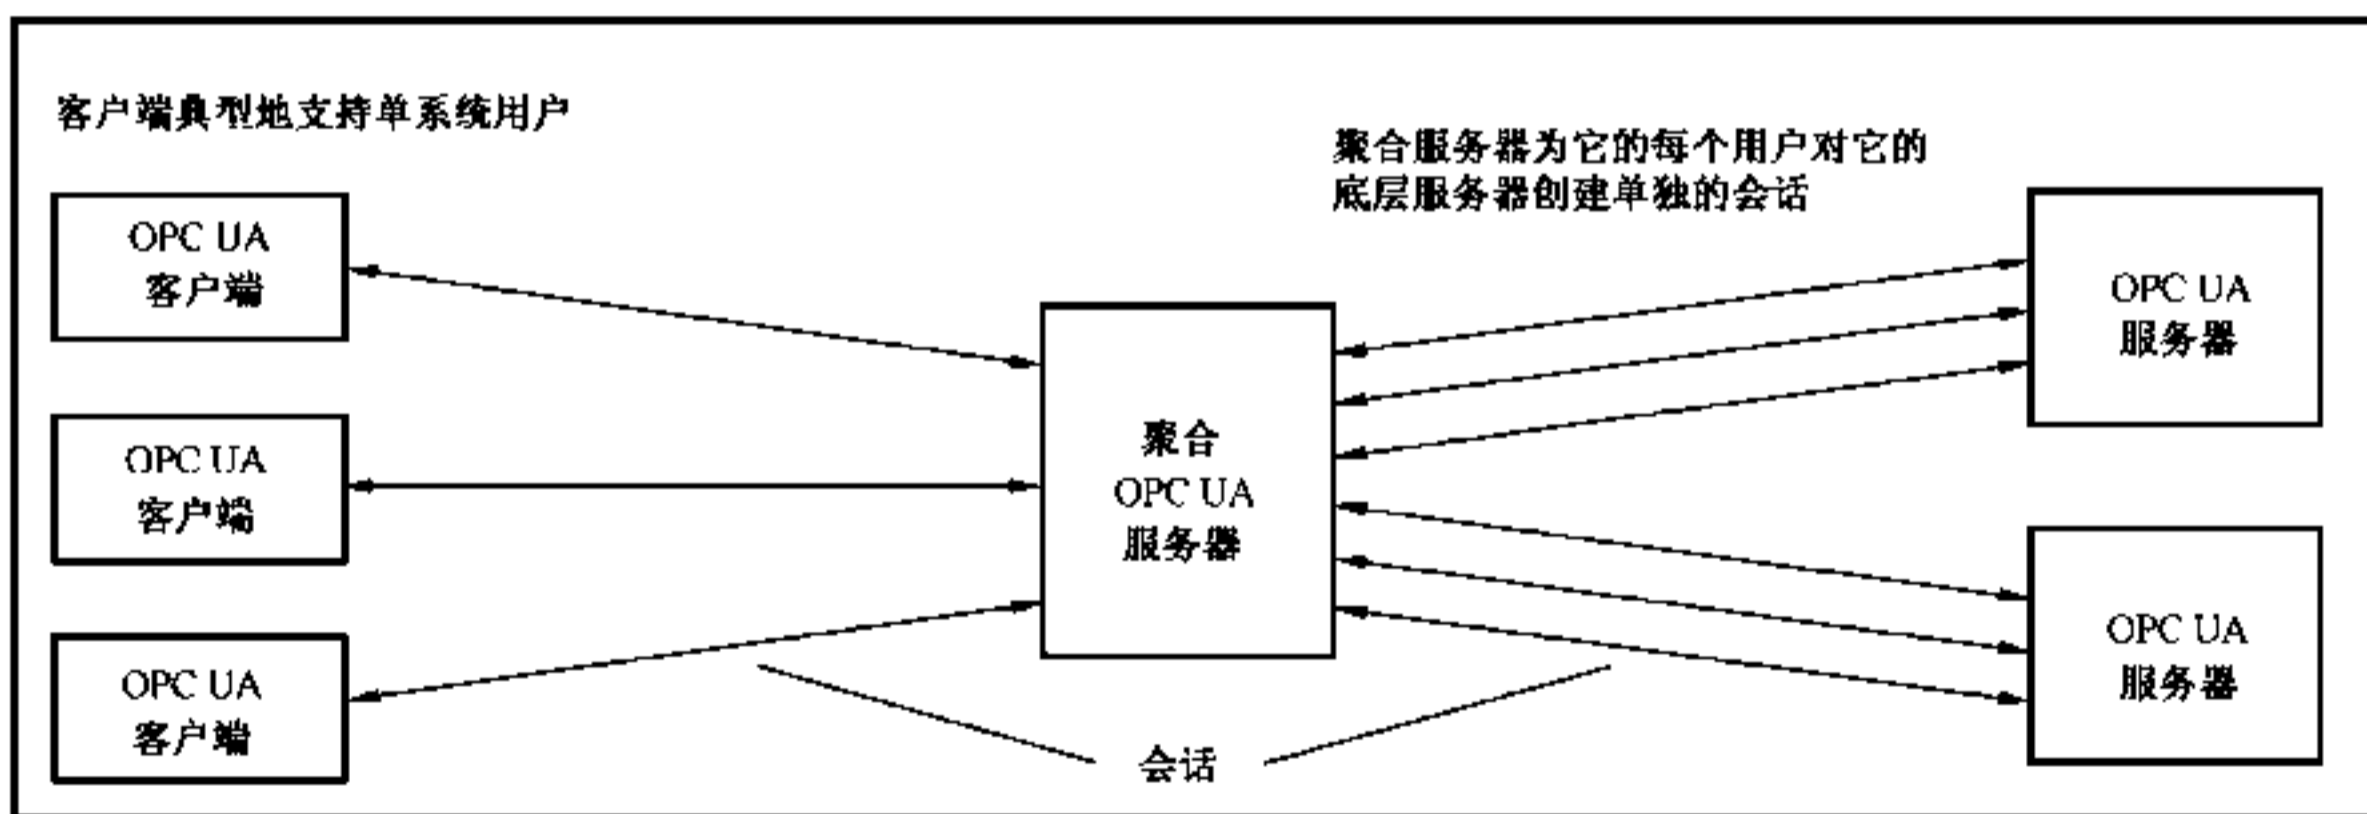 客户端典型地支持单系统用户
聚合服务器为它的每个用户对它的
底层服务器创建单独的会话
OPC UA
客户端
OPC UA
客户端
OPC UA
客户端
聚合
OPC UA
服务器
OPC UA
服务器
OPC UA
服务器
会话